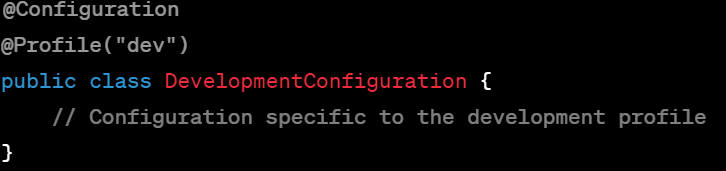 @Configuration
@Profile("dev")
public class DevelopmentConfiguration {
    // Configuration specific to the development profile
}